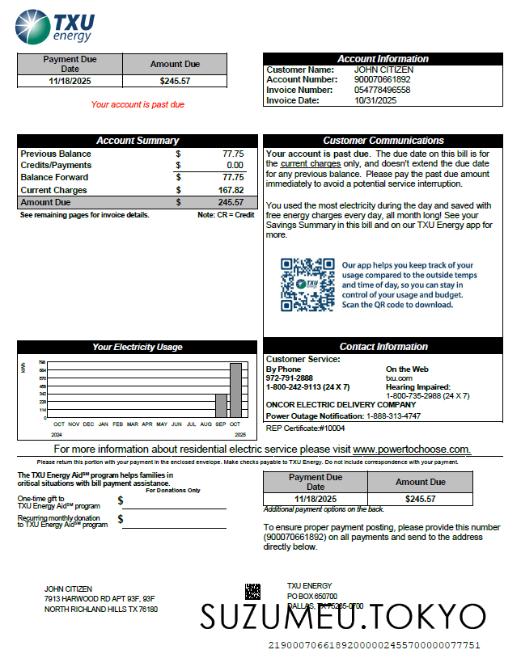 TXU
energy
Payment Due Date
Amount Due
11/18/2025
$245.57
Your account is past due
Account Information
Customer Name: JOHN CITIZEN
Account Number: 900070661892
Invoice Number: 054778496558
Invoice Date: 10/31/2025
Account Summary
Previous Balance $ 77.75
Credits/Payments $ 0.00
Balance Forward $ 77.75
Current Charges $ 167.82
Amount Due $ 245.57
See remaining pages for invoice details. Note: CR = Credit
Customer Communications
Your account is past due. The due date on this bill is for
the current charges only, and doesn't extend the due date
for any previous balance. Please pay the past due amount
immediately to avoid a potential service interruption.
You used the most electricity during the day and saved with
free energy charges every day, all month long! See your
Savings Summary in this bill and on our TXU Energy app for
more.
TXU
Our app helps you keep track of your
usage compared to the outside temps
and time of day, so you can stay in
control of your usage and budget.
Scan the QR code to download.
Your Electricity Usage
kWh
114
0
OCT NOV DEC JAN FEB MAR APR MAY JUN JUL AUG SEP OCT
2024 2025
Contact Information
Customer Service:
By Phone
972-791-2888
1-800-242-9113 (24 X 7)
On the Web
txu.com
Hearing Impaired:
1-800-735-2988 (24 X 7)
ONCOR ELECTRIC DELIVERY COMPANY
Power Outage Notification: 1-888-313-4747
REP Certificate:#10004
For more information about residential electric service please visit www.powertochoose.com.
Please return this portion with your payment in the enclosed envelope. Make checks payable to TXU Energy. Do not include correspondence with your payment.
The TXU Energy Aid℠ program helps families in
critical situations with bill payment assistance.
For Donations Only
One-time gift to
TXU Energy Aid℠ program $
Recurring monthly donation
to TXU Energy Aid℠ program $
Payment Due Date
Amount Due
11/18/2025
$245.57
Additional payment options on the back.
To ensure proper payment posting, please provide this number
(900070661892) on all payments and send to the address
directly below.
JOHN CITIZEN
7913 HARWOOD RD APT 93F, 93F
NORTH RICHLAND HILLS TX 76180
TXU ENERGY
PO BOX 650700
DALLAS, TX 75265-0700
SUZUMEU.TOKYO